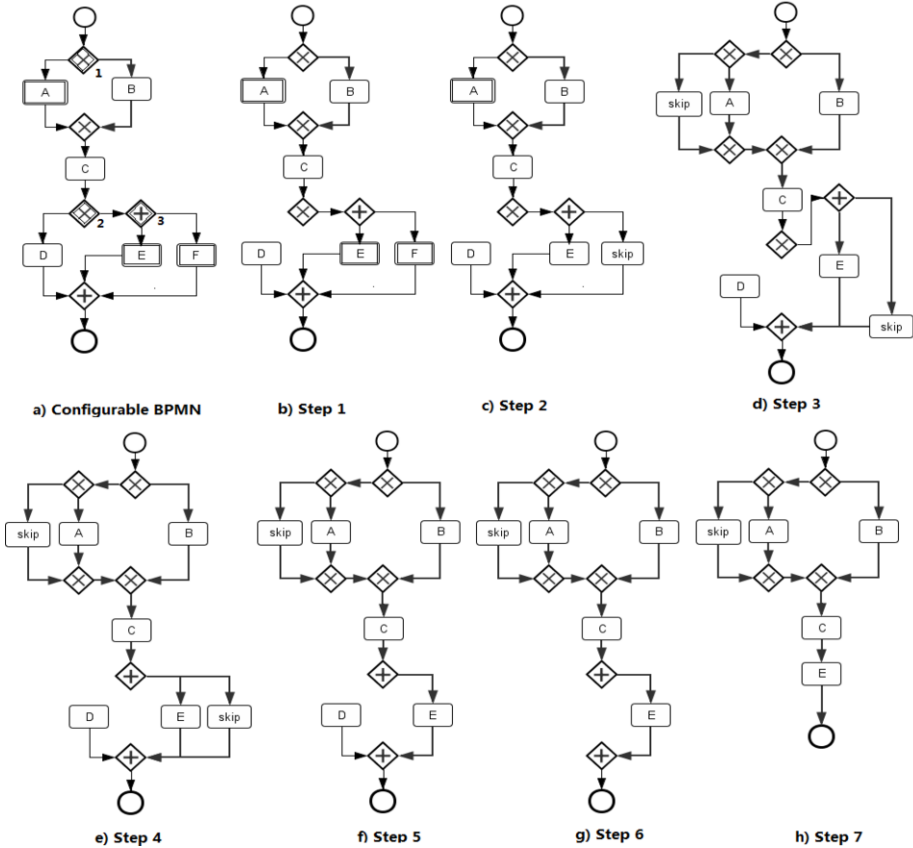 1
A
B
C
2
3
D
E
F
a) Configurable BPMN
A
B
C
D
E
F
b) Step 1
A
B
C
D
E
skip
c) Step 2
skip
A
B
C
E
D
skip
d) Step 3
skip
A
B
C
D
E
skip
e) Step 4
skip
A
B
C
D
E
f) Step 5
skip
A
B
C
E
g) Step 6
skip
A
B
C
E
h) Step 7